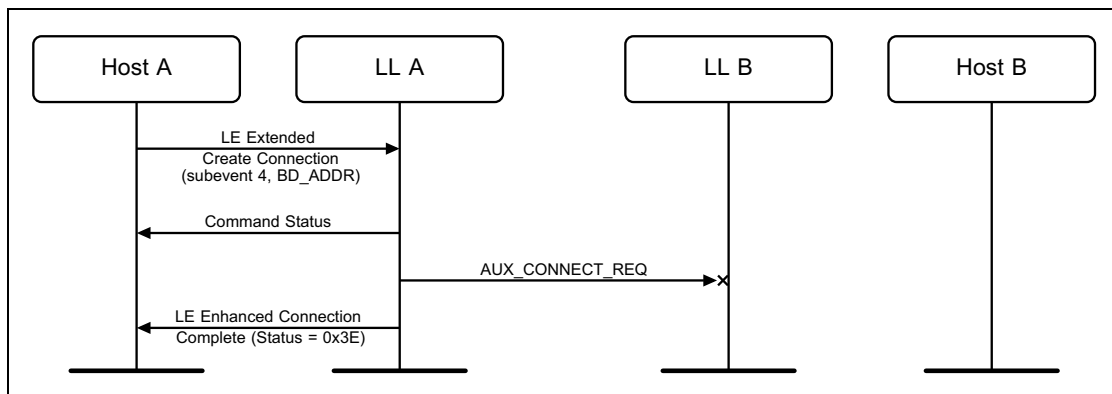 Host A
LL A
LL B
Host B
LE Extended
Create Connection
(subevent 4, BD_ADDR)
Command Status
AUX_CONNECT_REQ
LE Enhanced Connection
Complete (Status = 0x3E)